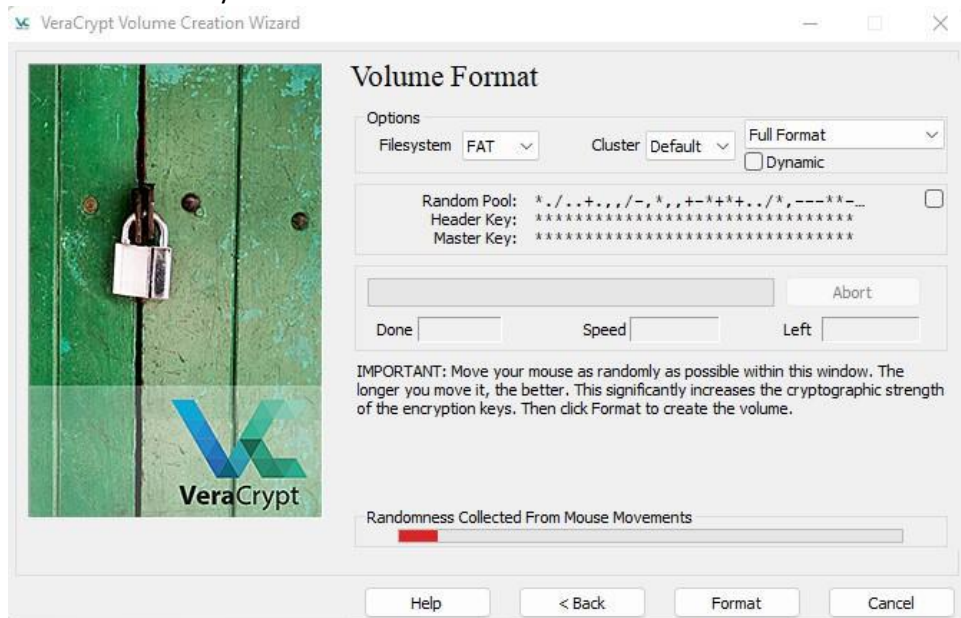 VeraCrypt Volume Creation Wizard
Volume Format
Options
Filesystem FAT Cluster Default Full Format
Dynamic
Random Pool: *./..+.,,/-,*,,+-*+*+../*,---**-...
Header Key: ********************************
Master Key: ********************************
Abort
Done Speed Left
IMPORTANT: Move your mouse as randomly as possible within this window. The
longer you move it, the better. This significantly increases the cryptographic strength
of the encryption keys. Then click Format to create the volume.
VeraCrypt
Randomness Collected From Mouse Movements
Help < Back Format Cancel